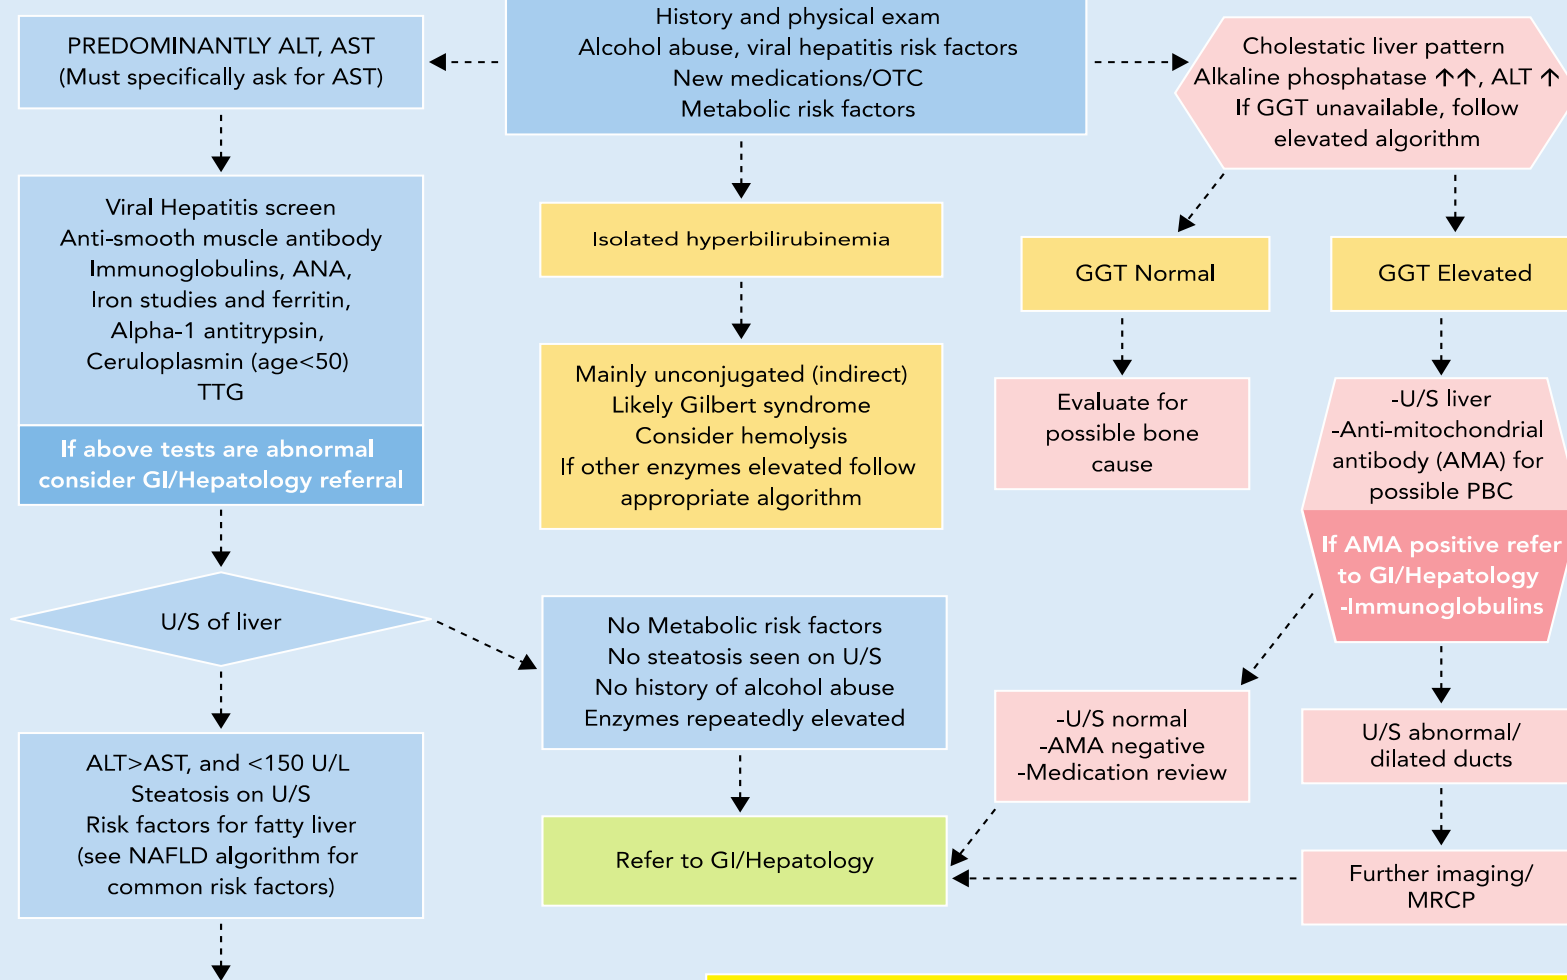 History and physical exam
Alcohol abuse, viral hepatitis risk factors
New medications/OTC
Metabolic risk factors
PREDOMINANTLY ALT, AST
(Must specifically ask for AST)
Viral Hepatitis screen
Anti-smooth muscle antibody
Immunoglobulins, ANA,
Iron studies and ferritin,
Alpha-1 antitrypsin,
Ceruloplasmin (age<50)
TTG
If above tests are abnormal
consider GI/Hepatology referral
U/S of liver
ALT>AST, and <150 U/L
Steatosis on U/S
Risk factors for fatty liver
(see NAFLD algorithm for
common risk factors)
Isolated hyperbilirubinemia
Mainly unconjugated (indirect)
Likely Gilbert syndrome
Consider hemolysis
If other enzymes elevated follow
appropriate algorithm
No Metabolic risk factors
No steatosis seen on U/S
No history of alcohol abuse
Enzymes repeatedly elevated
Refer to GI/Hepatology
Cholestatic liver pattern
Alkaline phosphatase ↑↑, ALT ↑
If GGT unavailable, follow
elevated algorithm
GGT Normal
Evaluate for
possible bone
cause
GGT Elevated
-U/S liver
-Anti-mitochondrial
antibody (AMA) for
possible PBC
If AMA positive refer
to GI/Hepatology
-Immunoglobulins
-U/S normal
-AMA negative
-Medication review
U/S abnormal/
dilated ducts
Further imaging/
MRCP